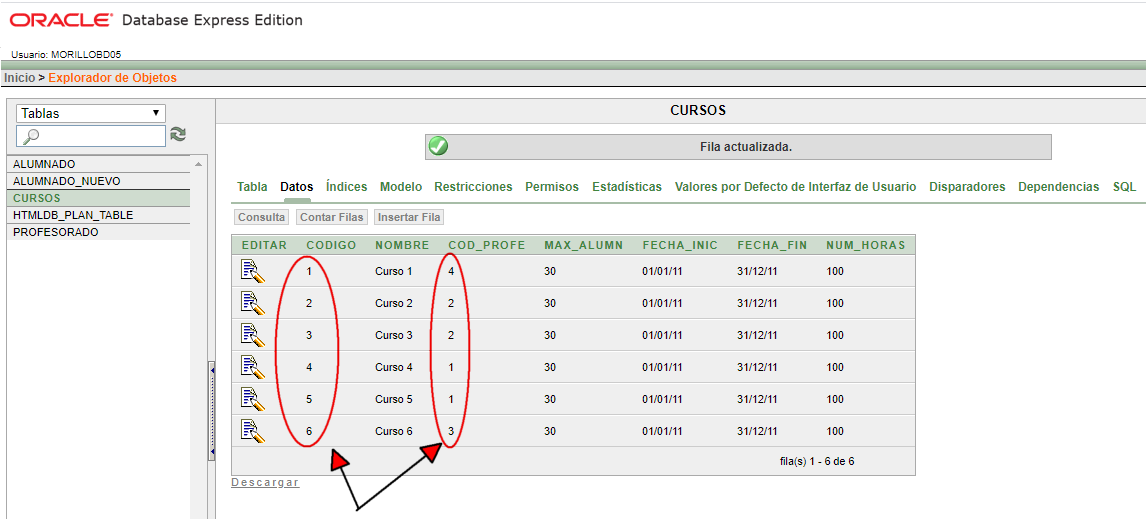 ORACLE Database Express Edition
Usuario: MORILLOBD05
Inicio > Explorador de Objetos
Tablas
ALUMNADO
ALUMNADO_NUEVO
CURSOS
HTMLDB_PLAN_TABLE
PROFESORADO
CURSOS
Fila actualizada.
Tabla Datos Índices Modelo Restricciones Permisos Estadísticas Valores por Defecto de Interfaz de Usuario Disparadores Dependencias SQL
Consulta Contar Filas Insertar Fila
EDITAR CODIGO NOMBRE COD_PROFE MAX_ALUMN FECHA_INIC FECHA_FIN NUM_HORAS
1 Curso 1 4 30 01/01/11 31/12/11 100
2 Curso 2 2 30 01/01/11 31/12/11 100
3 Curso 3 2 30 01/01/11 31/12/11 100
4 Curso 4 1 30 01/01/11 31/12/11 100
5 Curso 5 1 30 01/01/11 31/12/11 100
6 Curso 6 3 30 01/01/11 31/12/11 100
fila(s) 1 - 6 de 6
Descargar